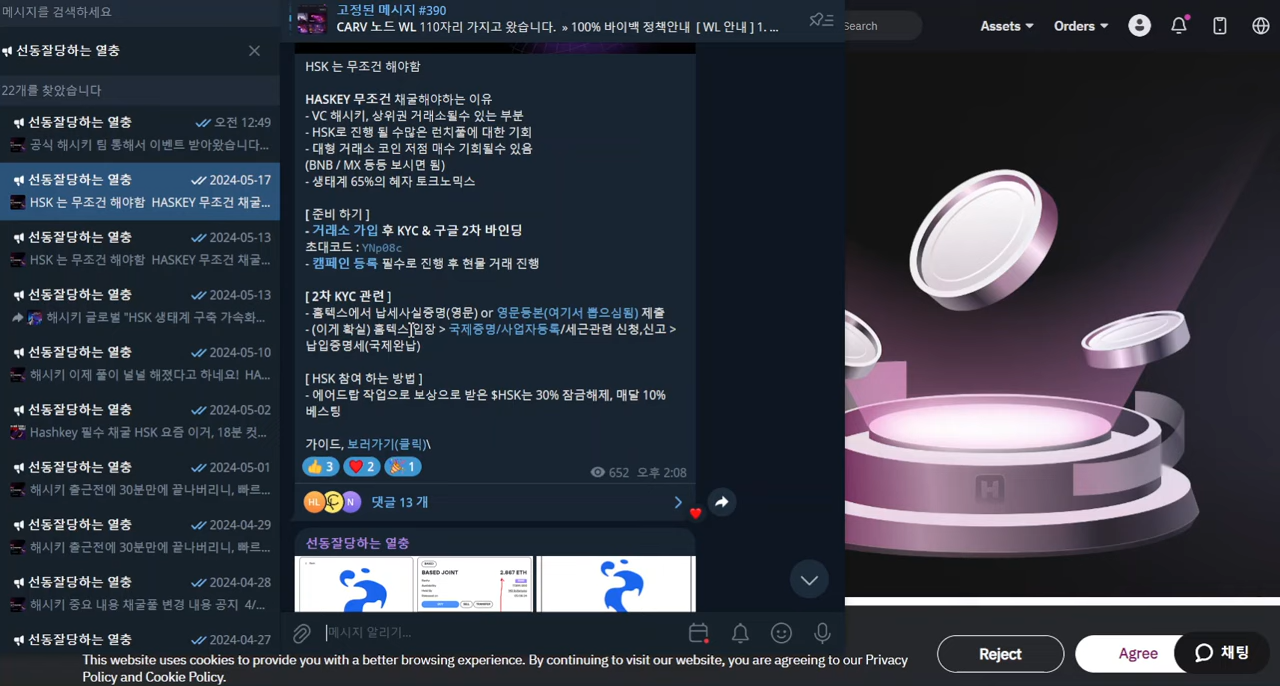 메시지를 검색하세요
선동잘당하는 열충
22개를 찾았습니다
선동잘당하는 열충 오전 12:49
공식 해시키 팀 통해서 이벤트 받아왔습니다...
선동잘당하는 열충 2024-05-17
HSK 는 무조건 해야함 HASKEY 무조건 채굴...
선동잘당하는 열충 2024-05-13
HSK 는 무조건 해야함 HASKEY 무조건 채굴...
선동잘당하는 열충 2024-05-13
해시키 글로벌 "HSK 생태계 구축 가속화...
선동잘당하는 열충 2024-05-10
해시키 이제 풀이 널널 해졌다고 하네요! HA...
선동잘당하는 열충 2024-05-02
Hashkey 필수 채굴 HSK 요즘 이거, 18분 컷...
선동잘당하는 열충 2024-05-01
해시키 출근전에 30분만에 끝나버리니, 빠르...
선동잘당하는 열충 2024-04-29
해시키 출근전에 30분만에 끝나버리니, 빠르...
선동잘당하는 열충 2024-04-28
해시키 중요 내용 채굴풀 변경 내용 공지 4/...
선동잘당하는 열충 2024-04-27
고정된 메시지 #390
CARV 노드 WL 110자리 가지고 왔습니다. » 100% 바이백 정책안내 [ WL 안내 ] 1. ...
HSK 는 무조건 해야함
HASKEY 무조건 채굴해야하는 이유
- VC 해시키, 상위권 거래소될수 있는 부분
- HSK로 진행 될 수많은 런치풀에 대한 기회
- 대형 거래소 코인 저점 매수 기회될수 있음
(BNB / MX 등등 보시면 됨)
- 생태계 65%의 혜자 토크노믹스
[ 준비 하기 ]
- 거래소 가입 후 KYC & 구글 2차 바인딩
초대코드 : YNp08c
- 캠페인 등록 필수로 진행 후 현물 거래 진행
[ 2차 KYC 관련 ]
- 홈텍스에서 납세사실증명(영문) or 영문등본(여기서 뽑으심됨) 제출
- (이게 확실) 홈텍스 입장 > 국제증명/사업자등록/세근관련 신청,신고 >
납입증명세(국제완납)
[ HSK 참여 하는 방법 ]
- 에어드랍 작업으로 보상으로 받은 $HSK는 30% 잠금해제, 매달 10%
베스팅
가이드, 보러가기(클릭)\
👍 3 ❤️ 2 🎉 1
652 오후 2:08
HL N 댓글 13 개
선동잘당하는 열충
BASED JOINT 2.667 ETH
메시지 알리기...
Search
Assets Orders
H
This website uses cookies to provide you with a better browsing experience. By continuing to visit our website, you are agreeing to our Privacy
Policy and Cookie Policy.
Reject
Agree
채팅